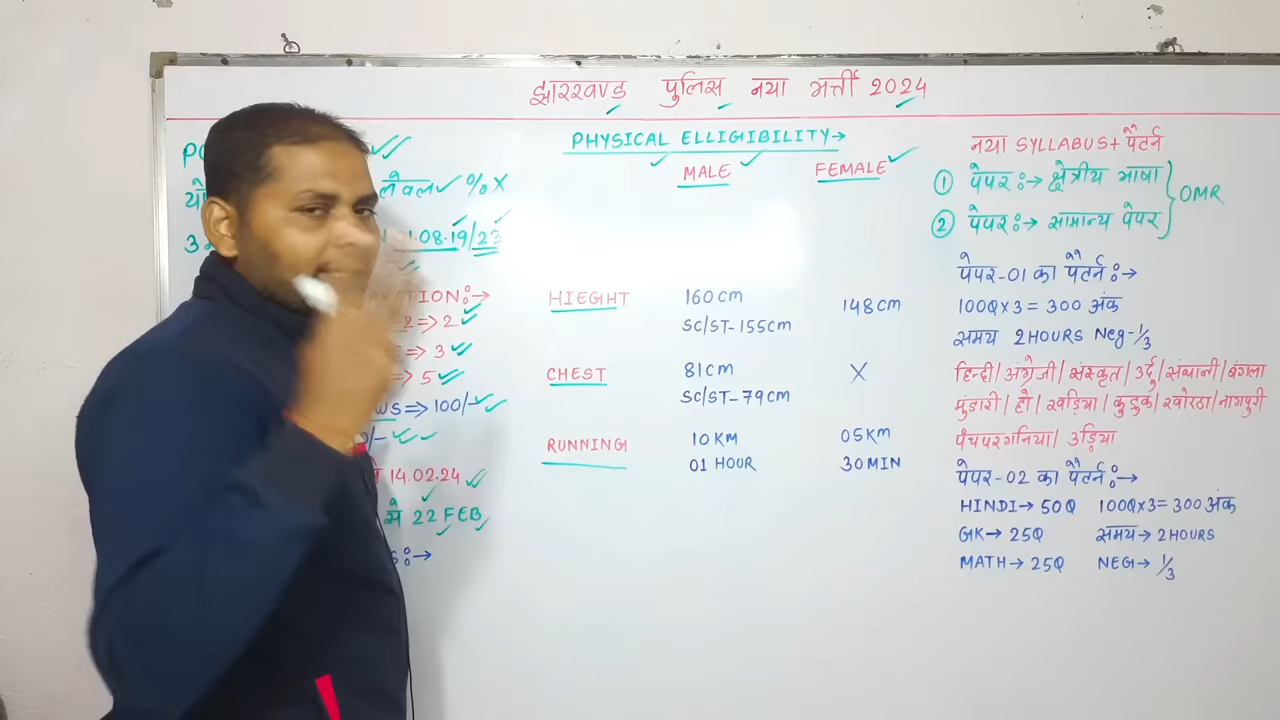 झारखण्ड पुलिस नया भर्त्ती 2024
लेवल %X
.08.19/23
=> 2
=> 3
=> 5
=> 100/-
14.02.24
से 22 FEB
PHYSICAL ELLIGIBILITY→
MALE FEMALE
HIEGHT 160cm 148cm
SC/ST-155cm
CHEST 81cm X
SC/ST-79cm
RUNNING 10KM 05KM
01 HOUR 30MIN
नया SYLLABUS+ पैटर्न
① पेपर ः→ क्षेत्रीय भाषा
② पेपर ः→ सामान्य पेपर
OMR
पेपर-01 का पैटर्न ः→
100Q×3=300 अंक
समय 2HOURS Neg-1/3
हिन्दी/अंग्रेजी/संस्कृत/उर्दू/संथाली/बंगला
मुंडारी/हो/खड़िया/कुडुक/खोरठा/नागपुरी
पंचपरगनिया/उड़िया
पेपर-02 का पैटर्न ः→
HINDI→50Q 100Q×3=300 अंक
GK→25Q समय→2HOURS
MATH→25Q NEG→1/3